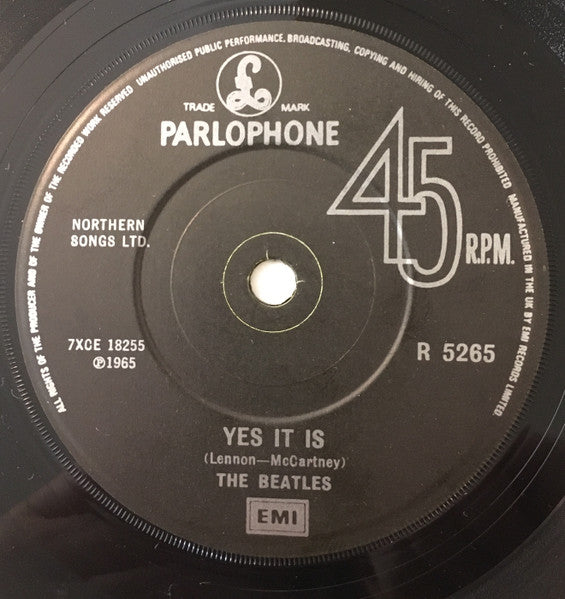 ALL RIGHTS OF THE PRODUCER AND OF THE OWNER OF THE RECORDED WORK RESERVED UNAUTHORISED PUBLIC PERFORMANCE, BROADCASTING, COPYING AND HIRING OF THIS RECORD PROHIBITED MANUFACTURED IN THE UK BY EMI RECORDS LIMITED
£
TRADE MARK
PARLOPHONE
45 R.P.M.
NORTHERN
SONGS LTD.
7XCE 18255
℗1965
R 5265
YES IT IS
(Lennon—McCartney)
THE BEATLES
EMI